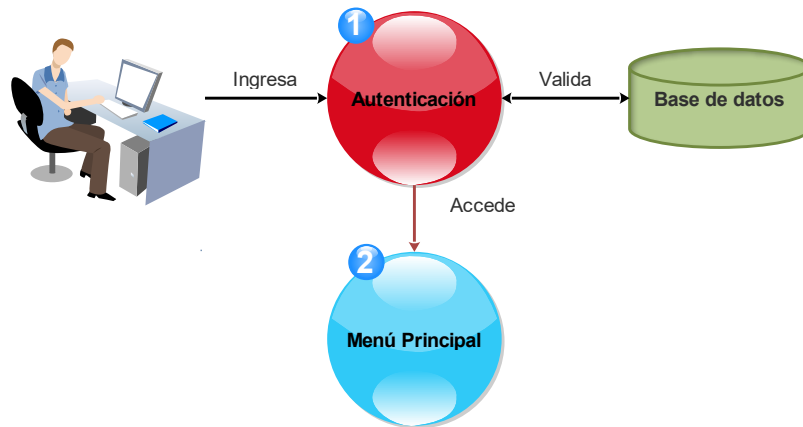 1
Ingresa
Autenticación
Valida
Base de datos
Accede
2
Menú Principal